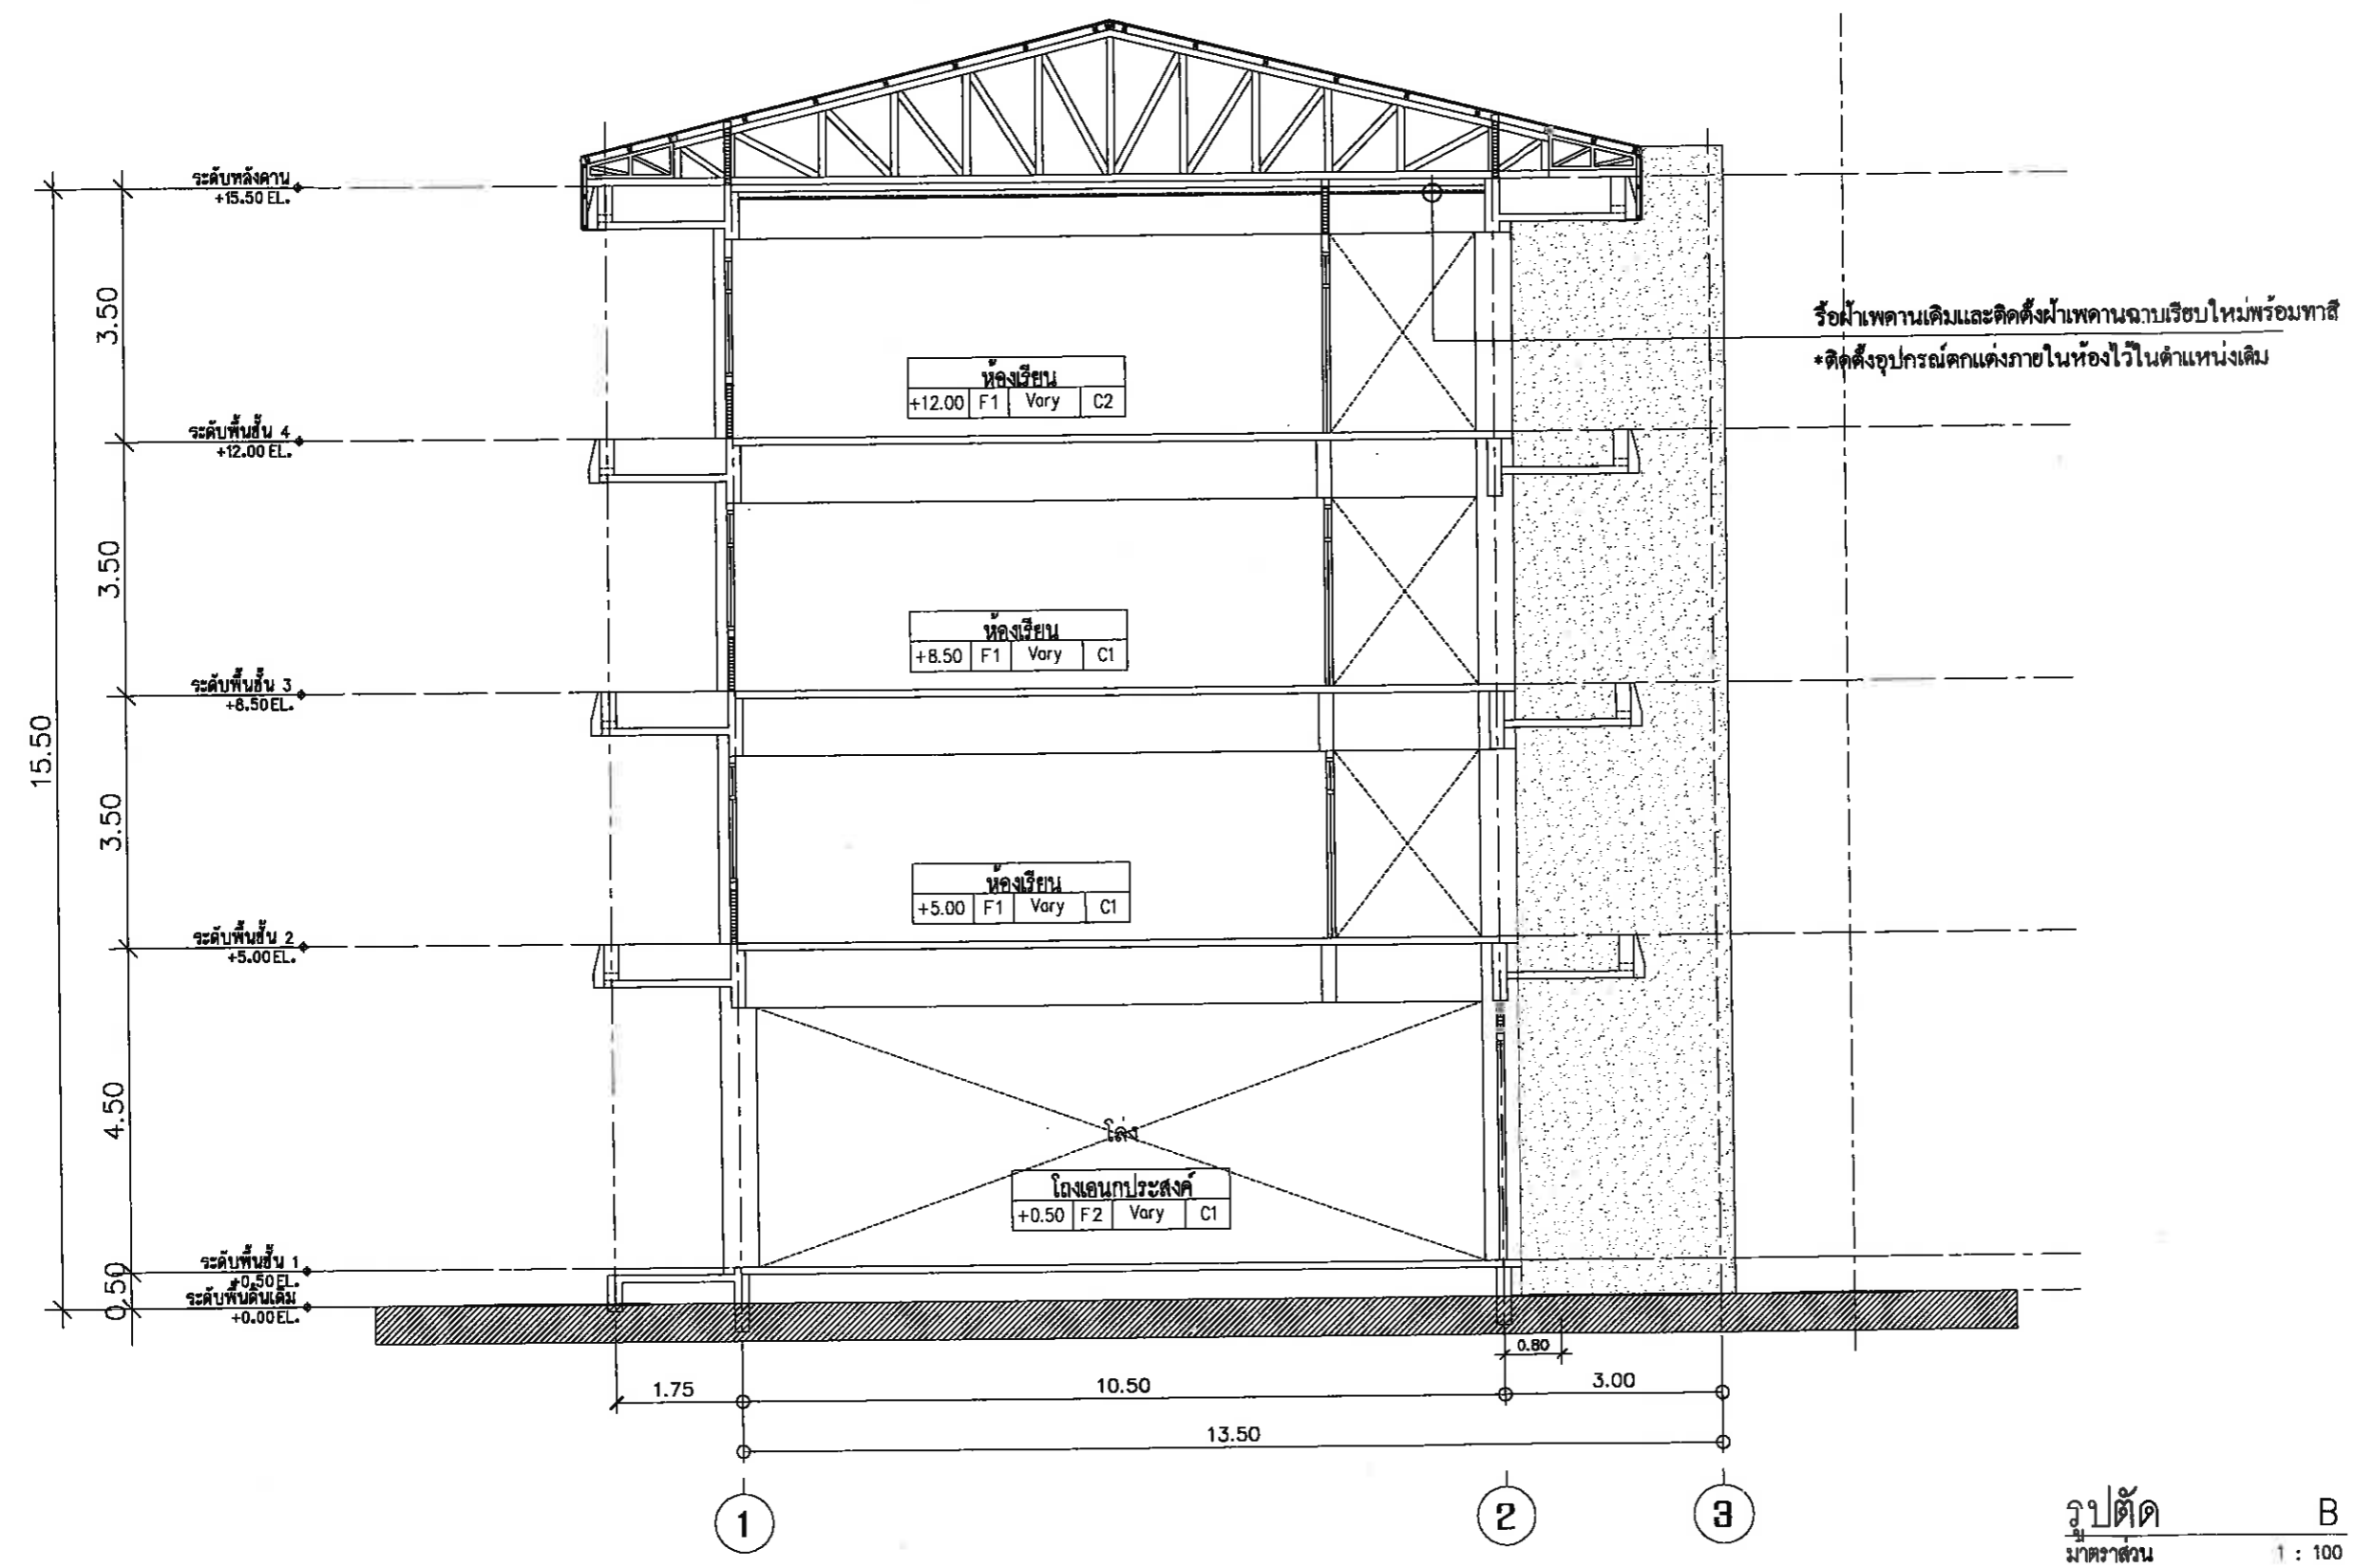 ระดับหลังคาน
+15.50 EL.
3.50
รื้อฝ้าเพดานเดิมและติดตั้งฝ้าเพดานฉาบเรียบใหม่พร้อมทาสี
*ติดตั้งอุปกรณ์ตกแต่งภายในห้องไว้ในตำแหน่งเดิม
ห้องเรียน
+12.00 F1 Vary C2
ระดับพื้นชั้น 4
+12.00 EL.
3.50
ห้องเรียน
+8.50 F1 Vary C1
ระดับพื้นชั้น 3
+8.50 EL.
15.50
3.50
ห้องเรียน
+5.00 F1 Vary C1
ระดับพื้นชั้น 2
+5.00 EL.
4.50
โล่ง
โถงเอนกประสงค์
+0.50 F2 Vary C1
ระดับพื้นชั้น 1
+0.50 EL.
0.50
ระดับพื้นดินเดิม
+0.00 EL.
0.80
1.75
10.50
3.00
13.50
1
2
3
รูปตัด B
มาตราส่วน 1 : 100